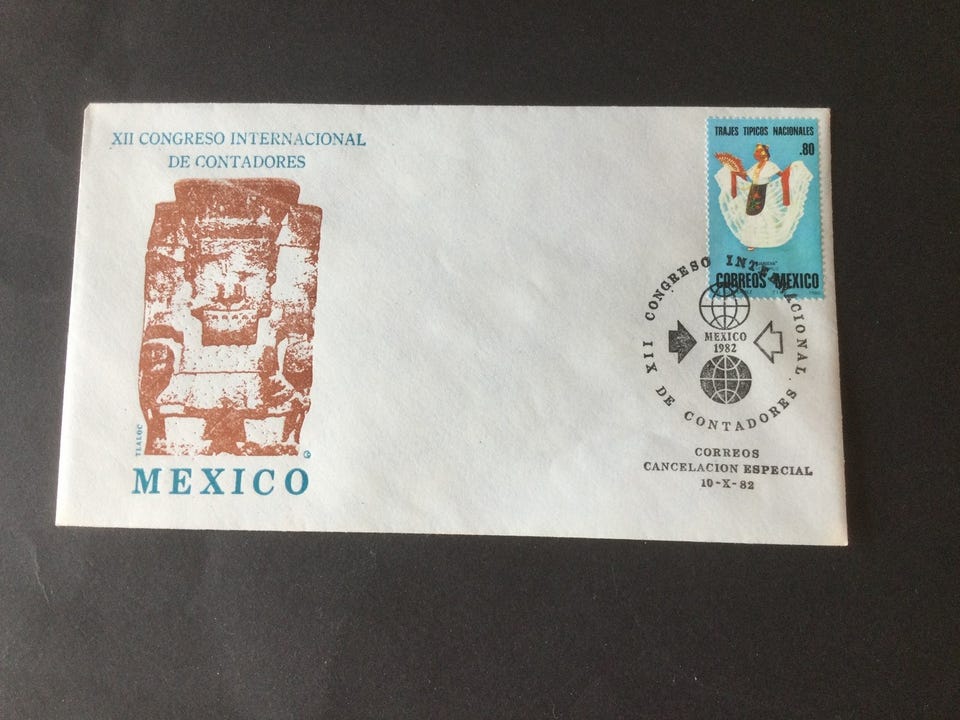 XII CONGRESO INTERNACIONAL
DE CONTADORES
TLALOC
MEXICO
TRAJES TIPICOS NACIONALES
.80
CORREOS MEXICO
XII CONGRESO INTERNACIONAL.
DE CONTADORES
MEXICO
1982
CORREOS
CANCELACION ESPECIAL
10-X-82